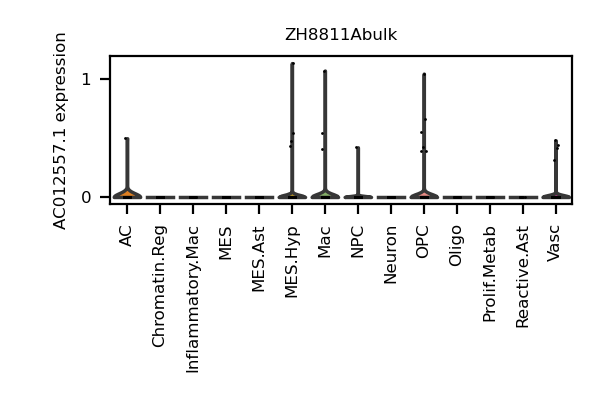 ZH8811Abulk
AC012557.1 expression
1
0
AC
Chromatin.Reg
Inflammatory.Mac
MES
MES.Ast
MES.Hyp
Mac
NPC
Neuron
OPC
Oligo
Prolif.Metab
Reactive.Ast
Vasc